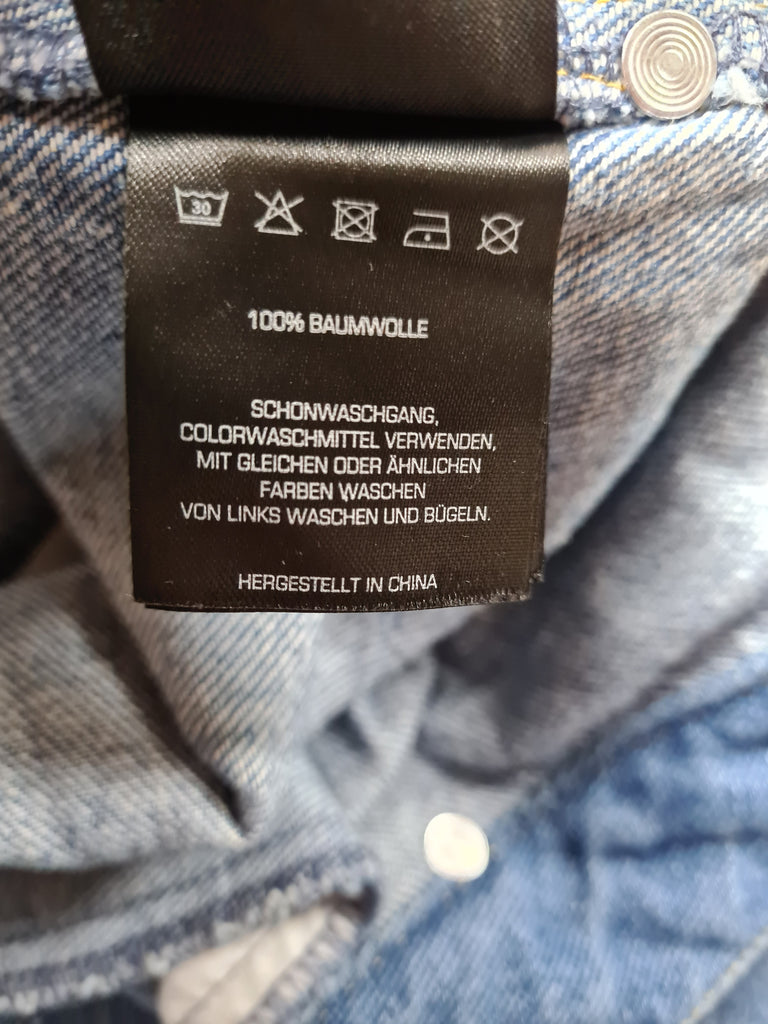 30
100% BAUMWOLLE
SCHONWASCHGANG,
COLORWASCHMITTEL VERWENDEN,
MIT GLEICHEN ODER ÄHNLICHEN
FARBEN WASCHEN
VON LINKS WASCHEN UND BÜGELN.
HERGESTELLT IN CHINA